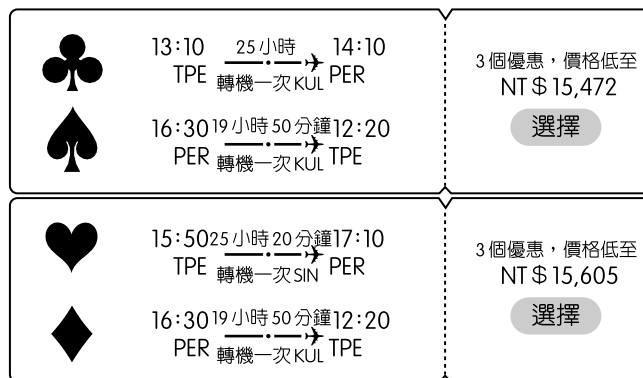 13:10 25小時 14:10
TPE 轉機一次 KUL PER
16:30 19小時50分鐘 12:20
PER 轉機一次 KUL TPE
3個優惠，價格低至
NT$15,472
選擇
15:50 25小時20分鐘 17:10
TPE 轉機一次 SIN PER
16:30 19小時50分鐘 12:20
PER 轉機一次 KUL TPE
3個優惠，價格低至
NT$15,605
選擇